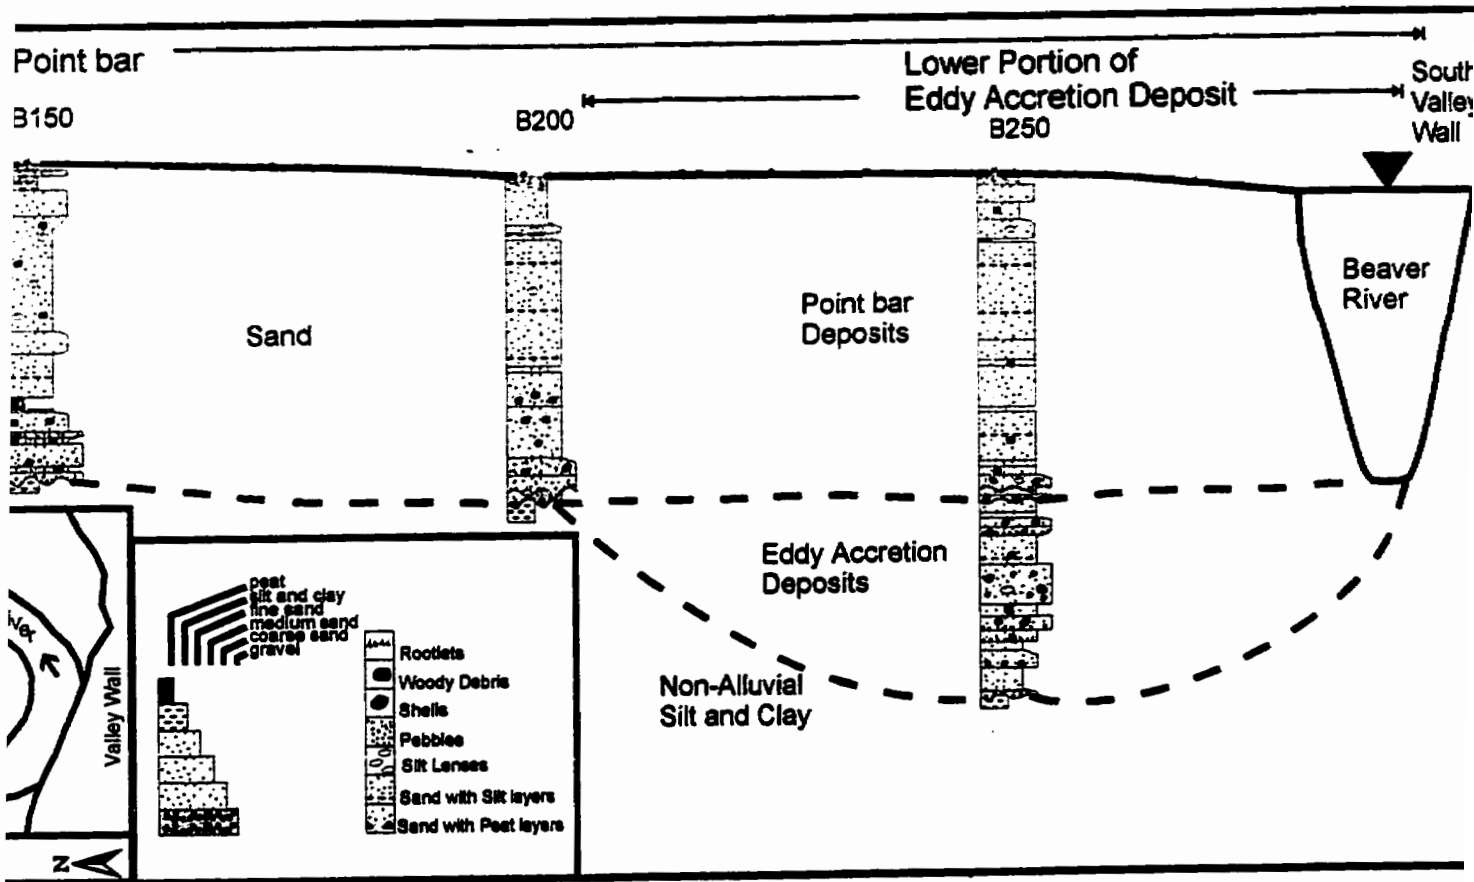 Point bar
Lower Portion of
Eddy Accretion Deposit
South
Valley
Wall
B150
B200
B250
Sand
Point bar
Deposits
Beaver
River
Eddy Accretion
Deposits
Non-Alluvial
Silt and Clay
peat
silt and clay
fine sand
medium sand
coarse sand
gravel
Rootlets
Woody Debris
Shells
Pebbles
Silt Lenses
Sand with Silt layers
Sand with Peat layers
Valley Wall
iver
N